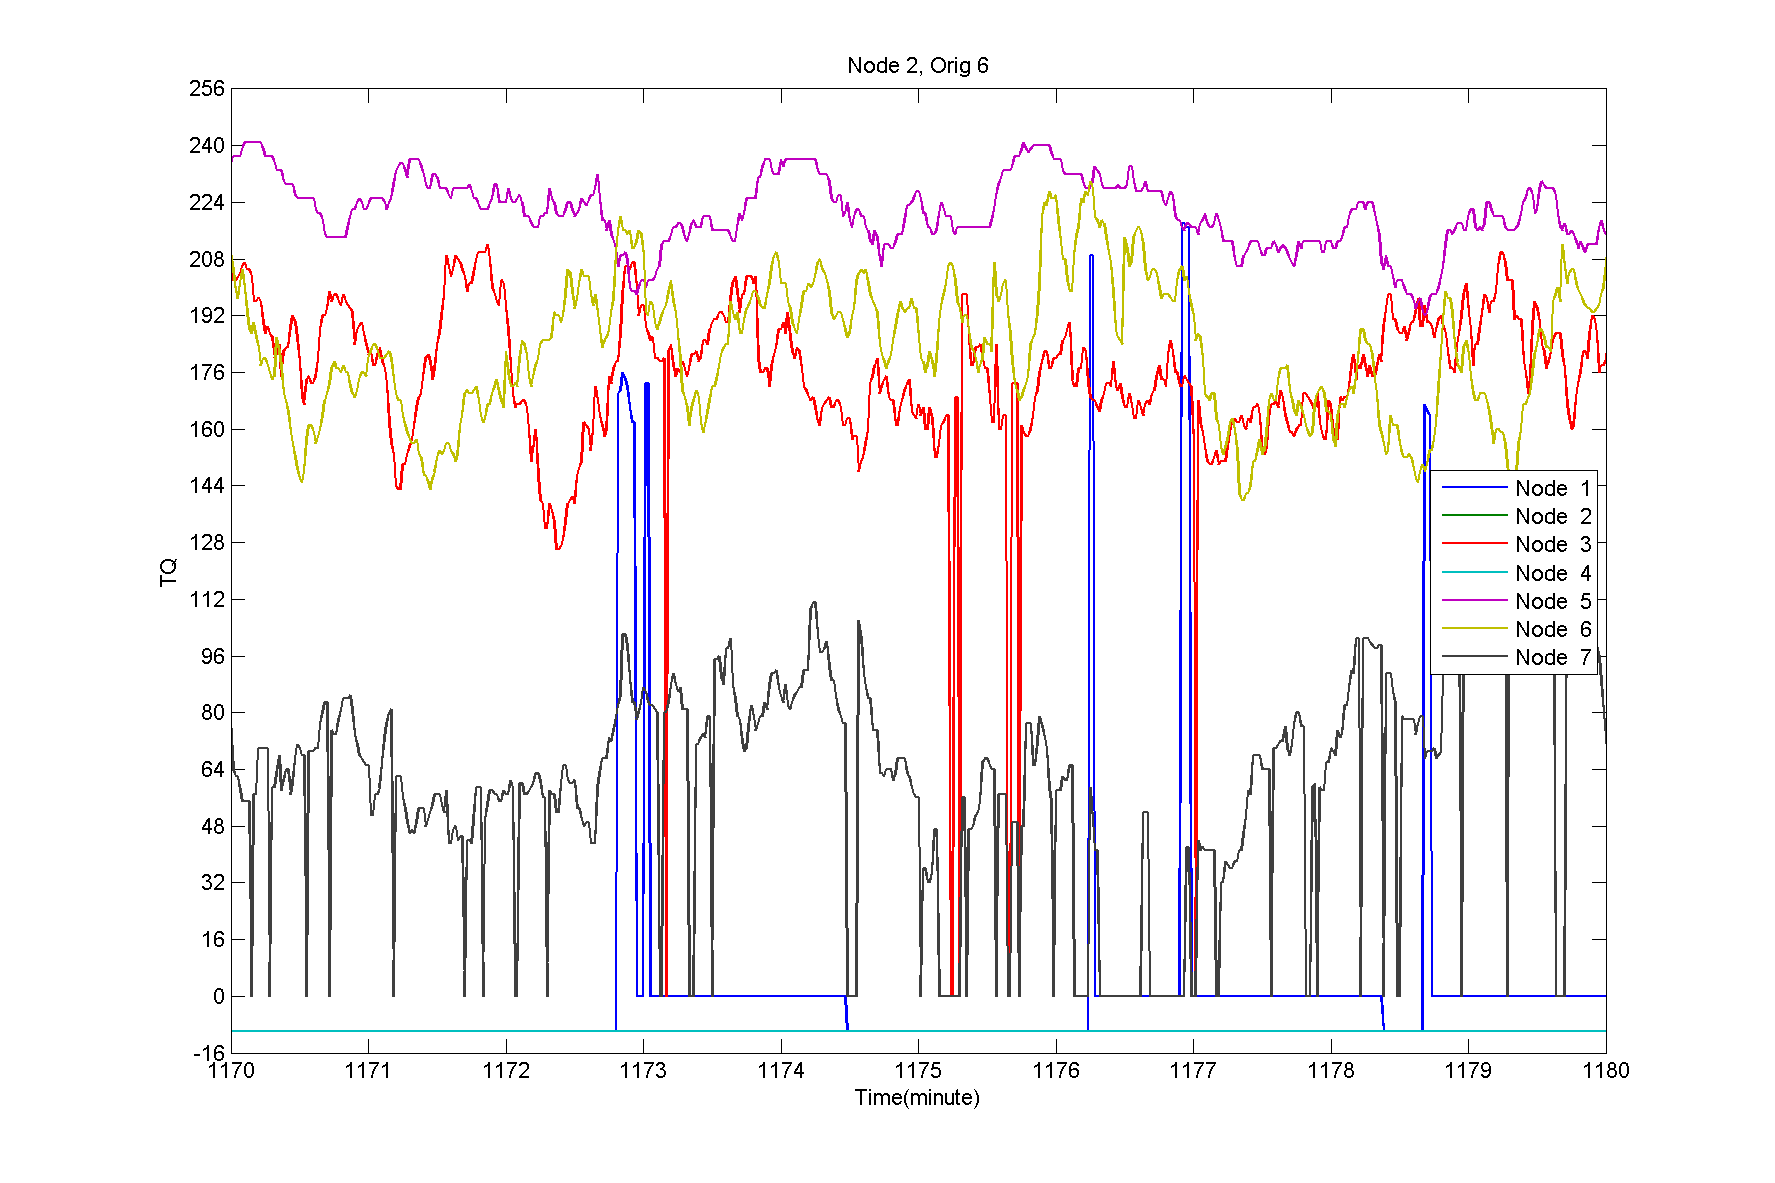 Node 2, Orig 6
256
240
224
208
192
176
160
144
128
112
96
80
64
48
32
16
0
-16
TQ
Node 1
Node 2
Node 3
Node 4
Node 5
Node 6
Node 7
1170 1171 1172 1173 1174 1175 1176 1177 1178 1179 1180
Time(minute)